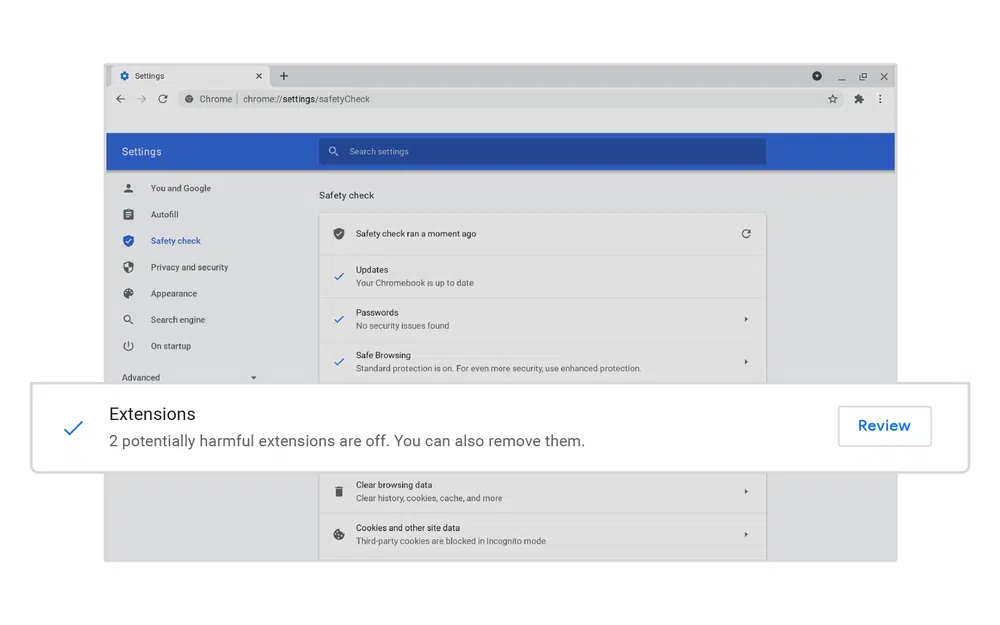 Settings
Chrome | chrome://settings/safetyCheck
Settings
Search settings
You and Google
Autofill
Safety check
Privacy and security
Appearance
Search engine
On startup
Advanced
Safety check
Safety check ran a moment ago
Updates
Your Chromebook is up to date
Passwords
No security issues found
Safe Browsing
Standard protection is on. For even more security, use enhanced protection.
Extensions
2 potentially harmful extensions are off. You can also remove them.
Review
Clear browsing data
Clear history, cookies, cache, and more
Cookies and other site data
Third-party cookies are blocked in Incognito mode